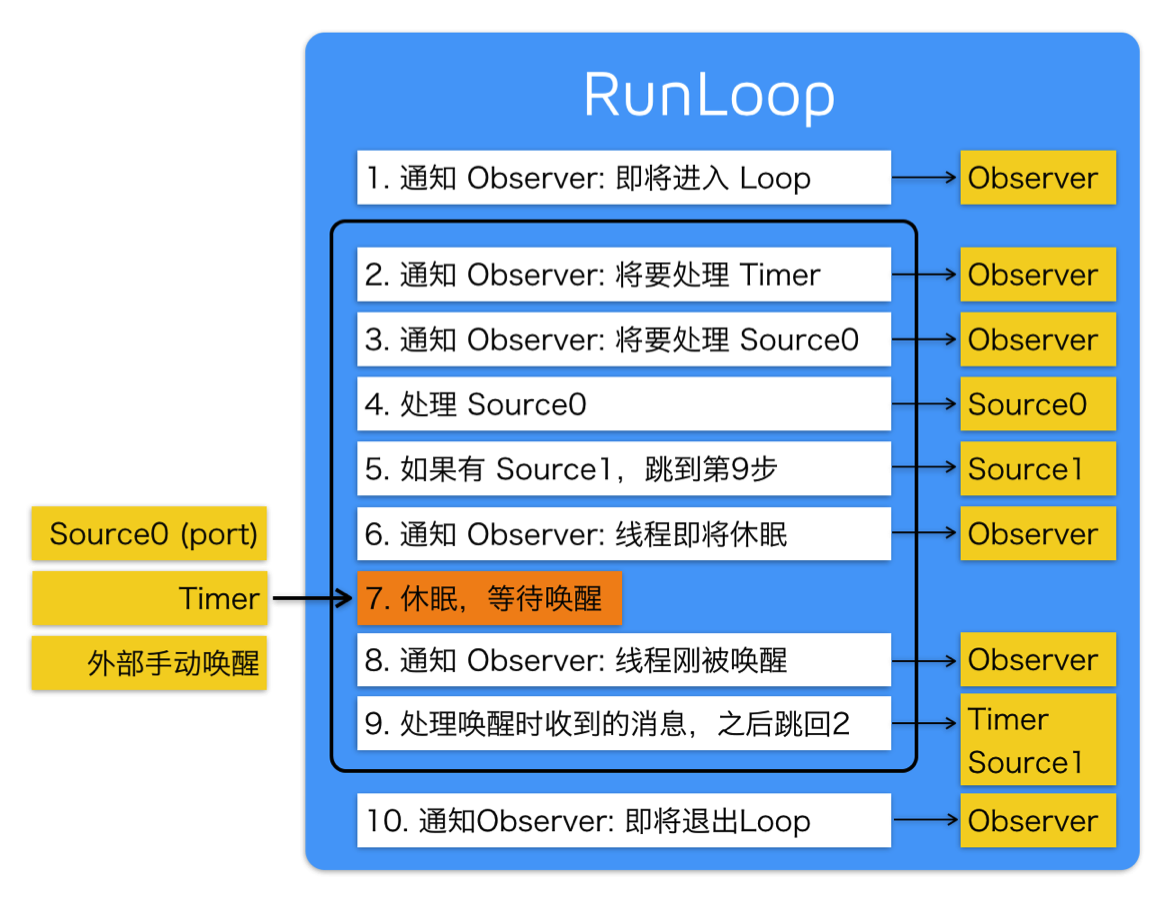 RunLoop
1. 通知 Observer: 即将进入 Loop
Observer
2. 通知 Observer: 将要处理 Timer
Observer
3. 通知 Observer: 将要处理 Source0
Observer
4. 处理 Source0
Source0
5. 如果有 Source1，跳到第9步
Source1
Source0 (port)
6. 通知 Observer: 线程即将休眠
Observer
Timer
7. 休眠，等待唤醒
外部手动唤醒
8. 通知 Observer: 线程刚被唤醒
Observer
9. 处理唤醒时收到的消息，之后跳回2
Timer
Source1
10. 通知Observer: 即将退出Loop
Observer